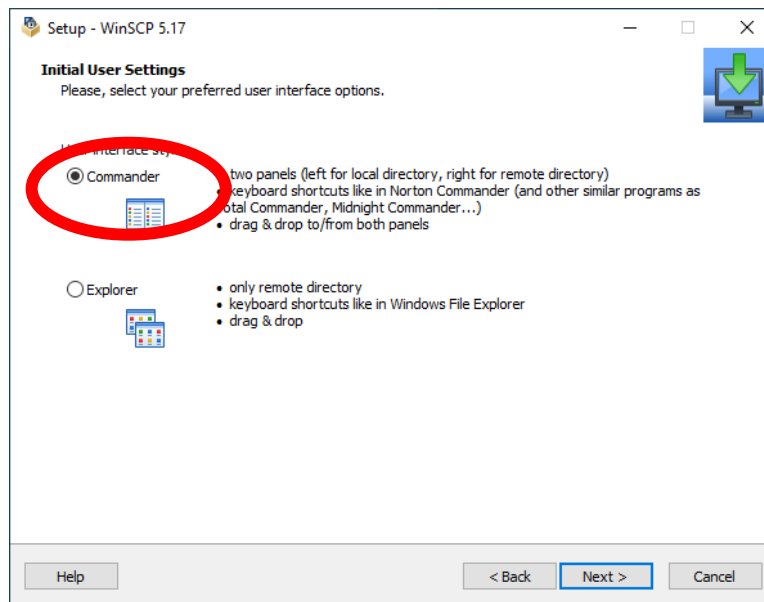 Setup - WinSCP 5.17
Initial User Settings
Please, select your preferred user interface options.
interface
Commander
two panels (left for local directory, right for remote directory)
• keyboard shortcuts like in Norton Commander (and other similar programs as
Commander, Midnight Commander...)
• drag & drop to/from both panels
Explorer
• only remote directory
• keyboard shortcuts like in Windows File Explorer
• drag & drop
Help
< Back
Next >
Cancel